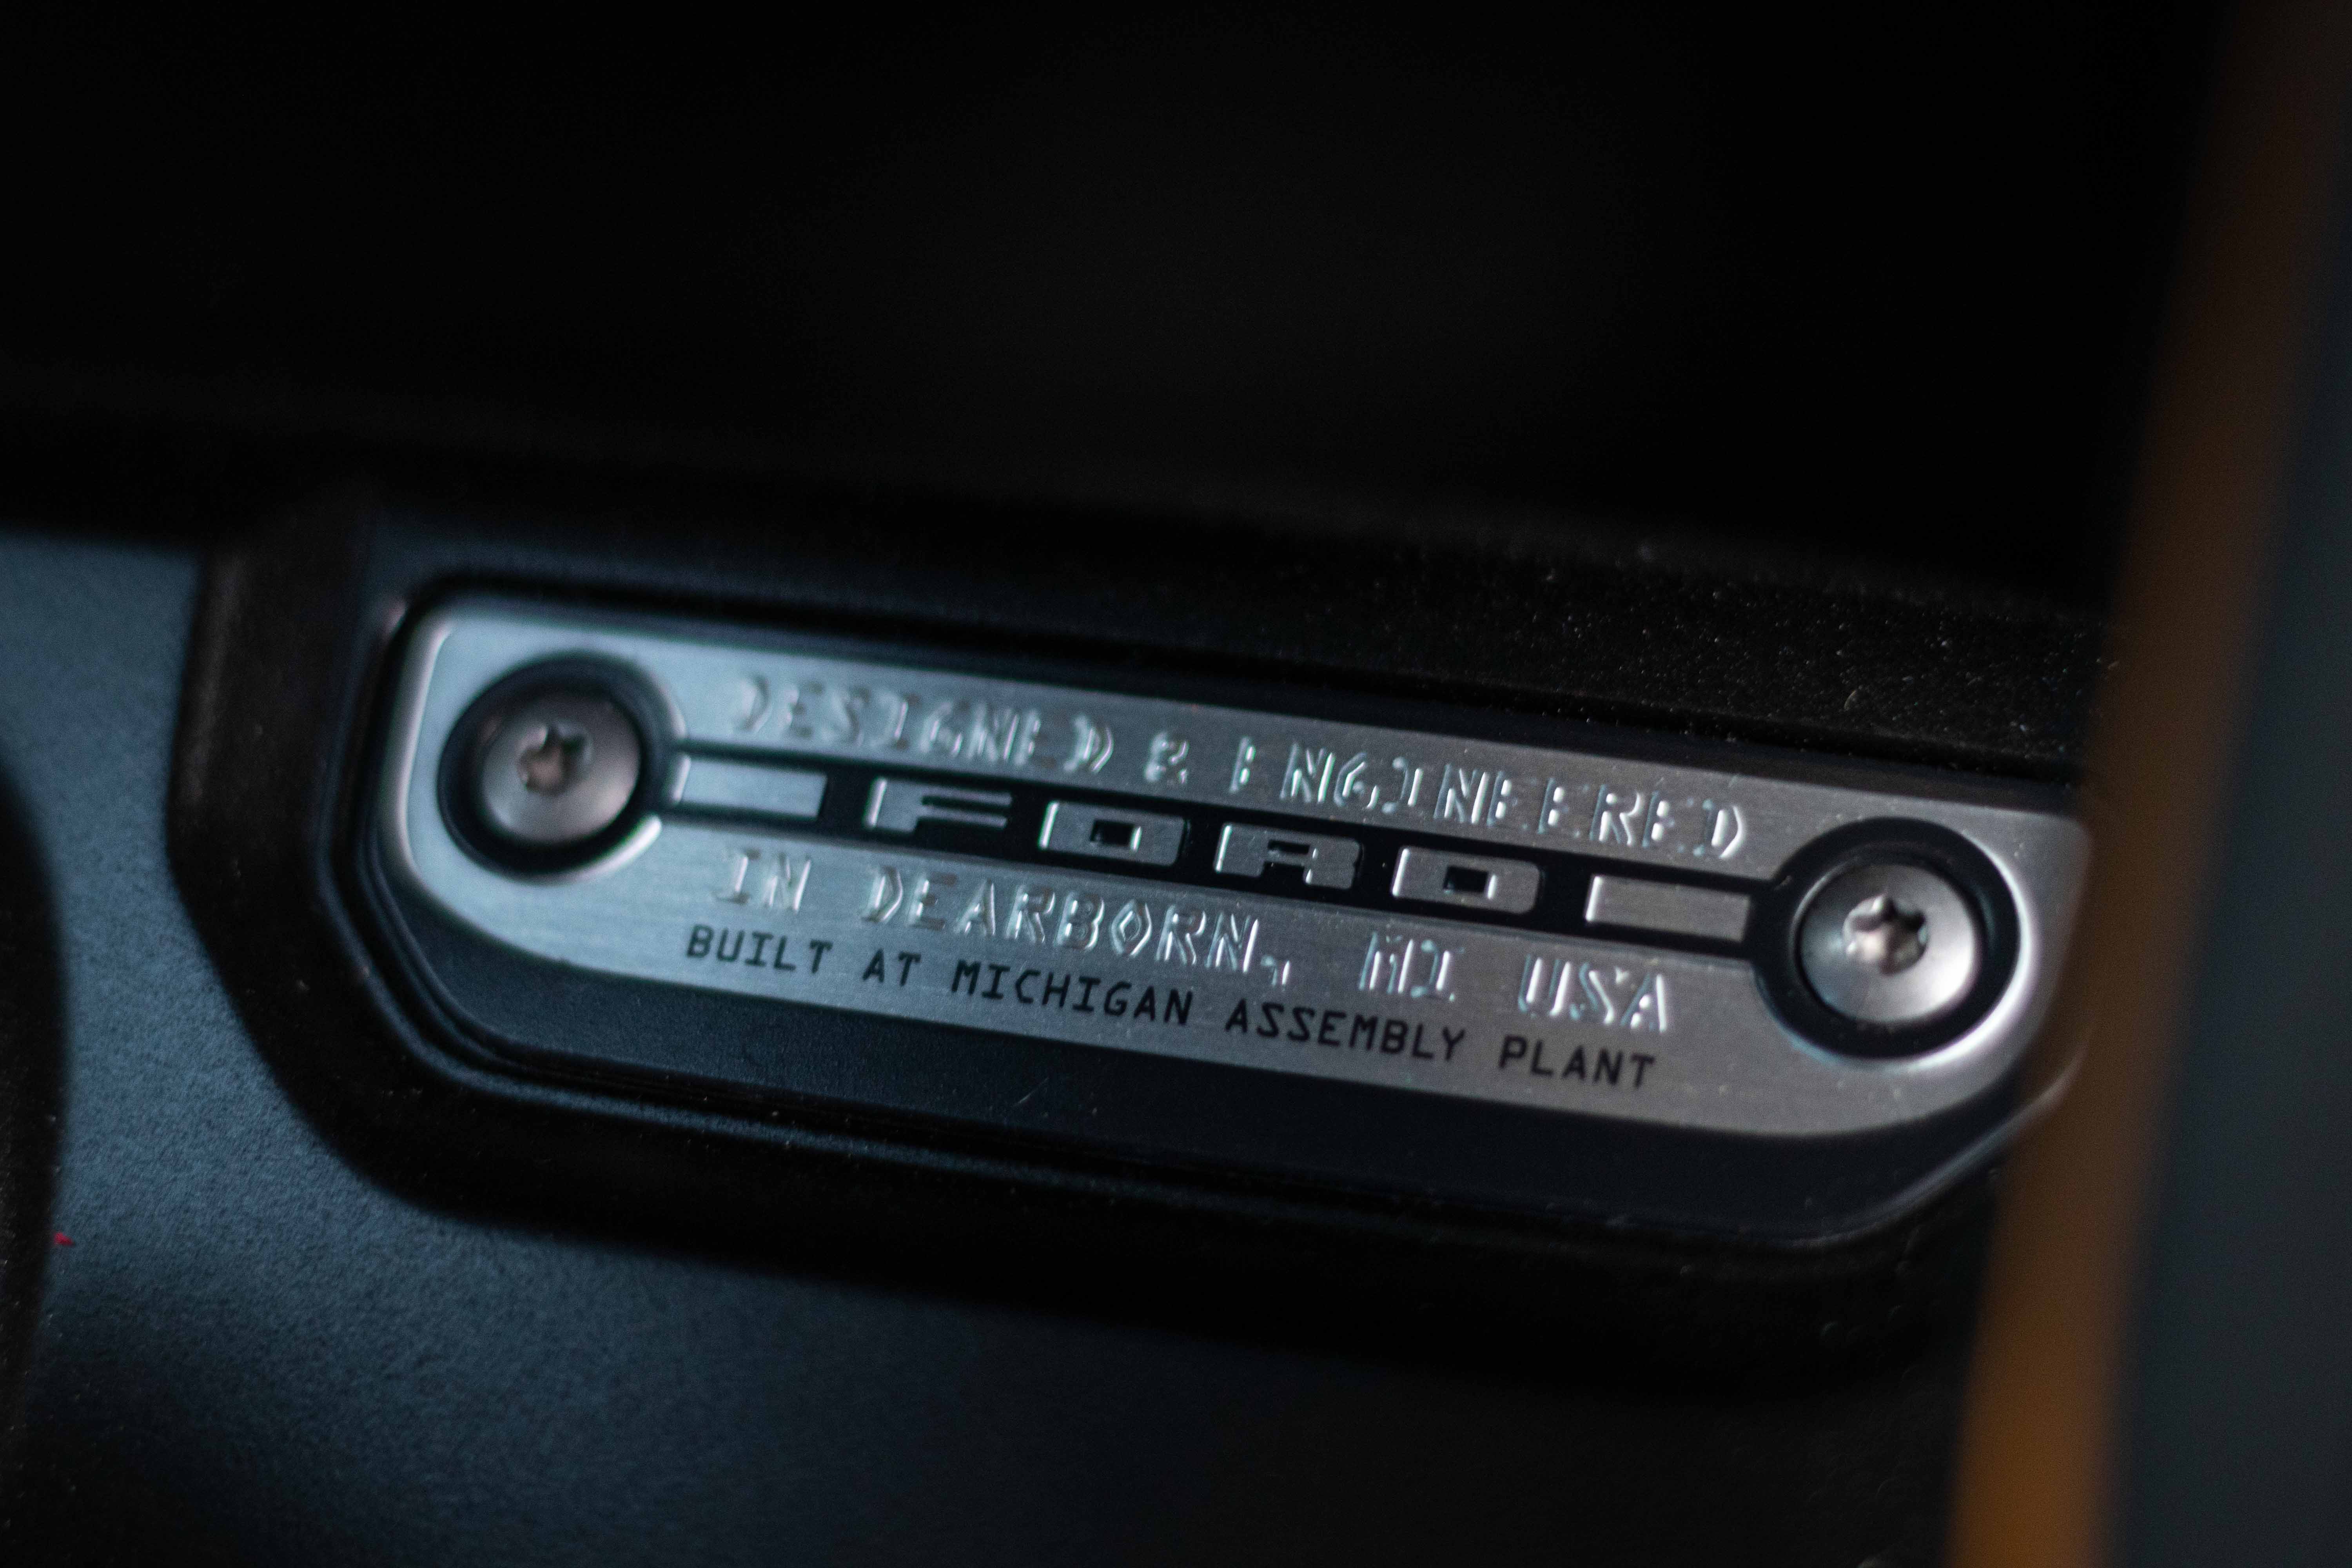 DESIGNED & ENGINEERED
FORD
IN DEARBORN, MI USA
BUILT AT MICHIGAN ASSEMBLY PLANT